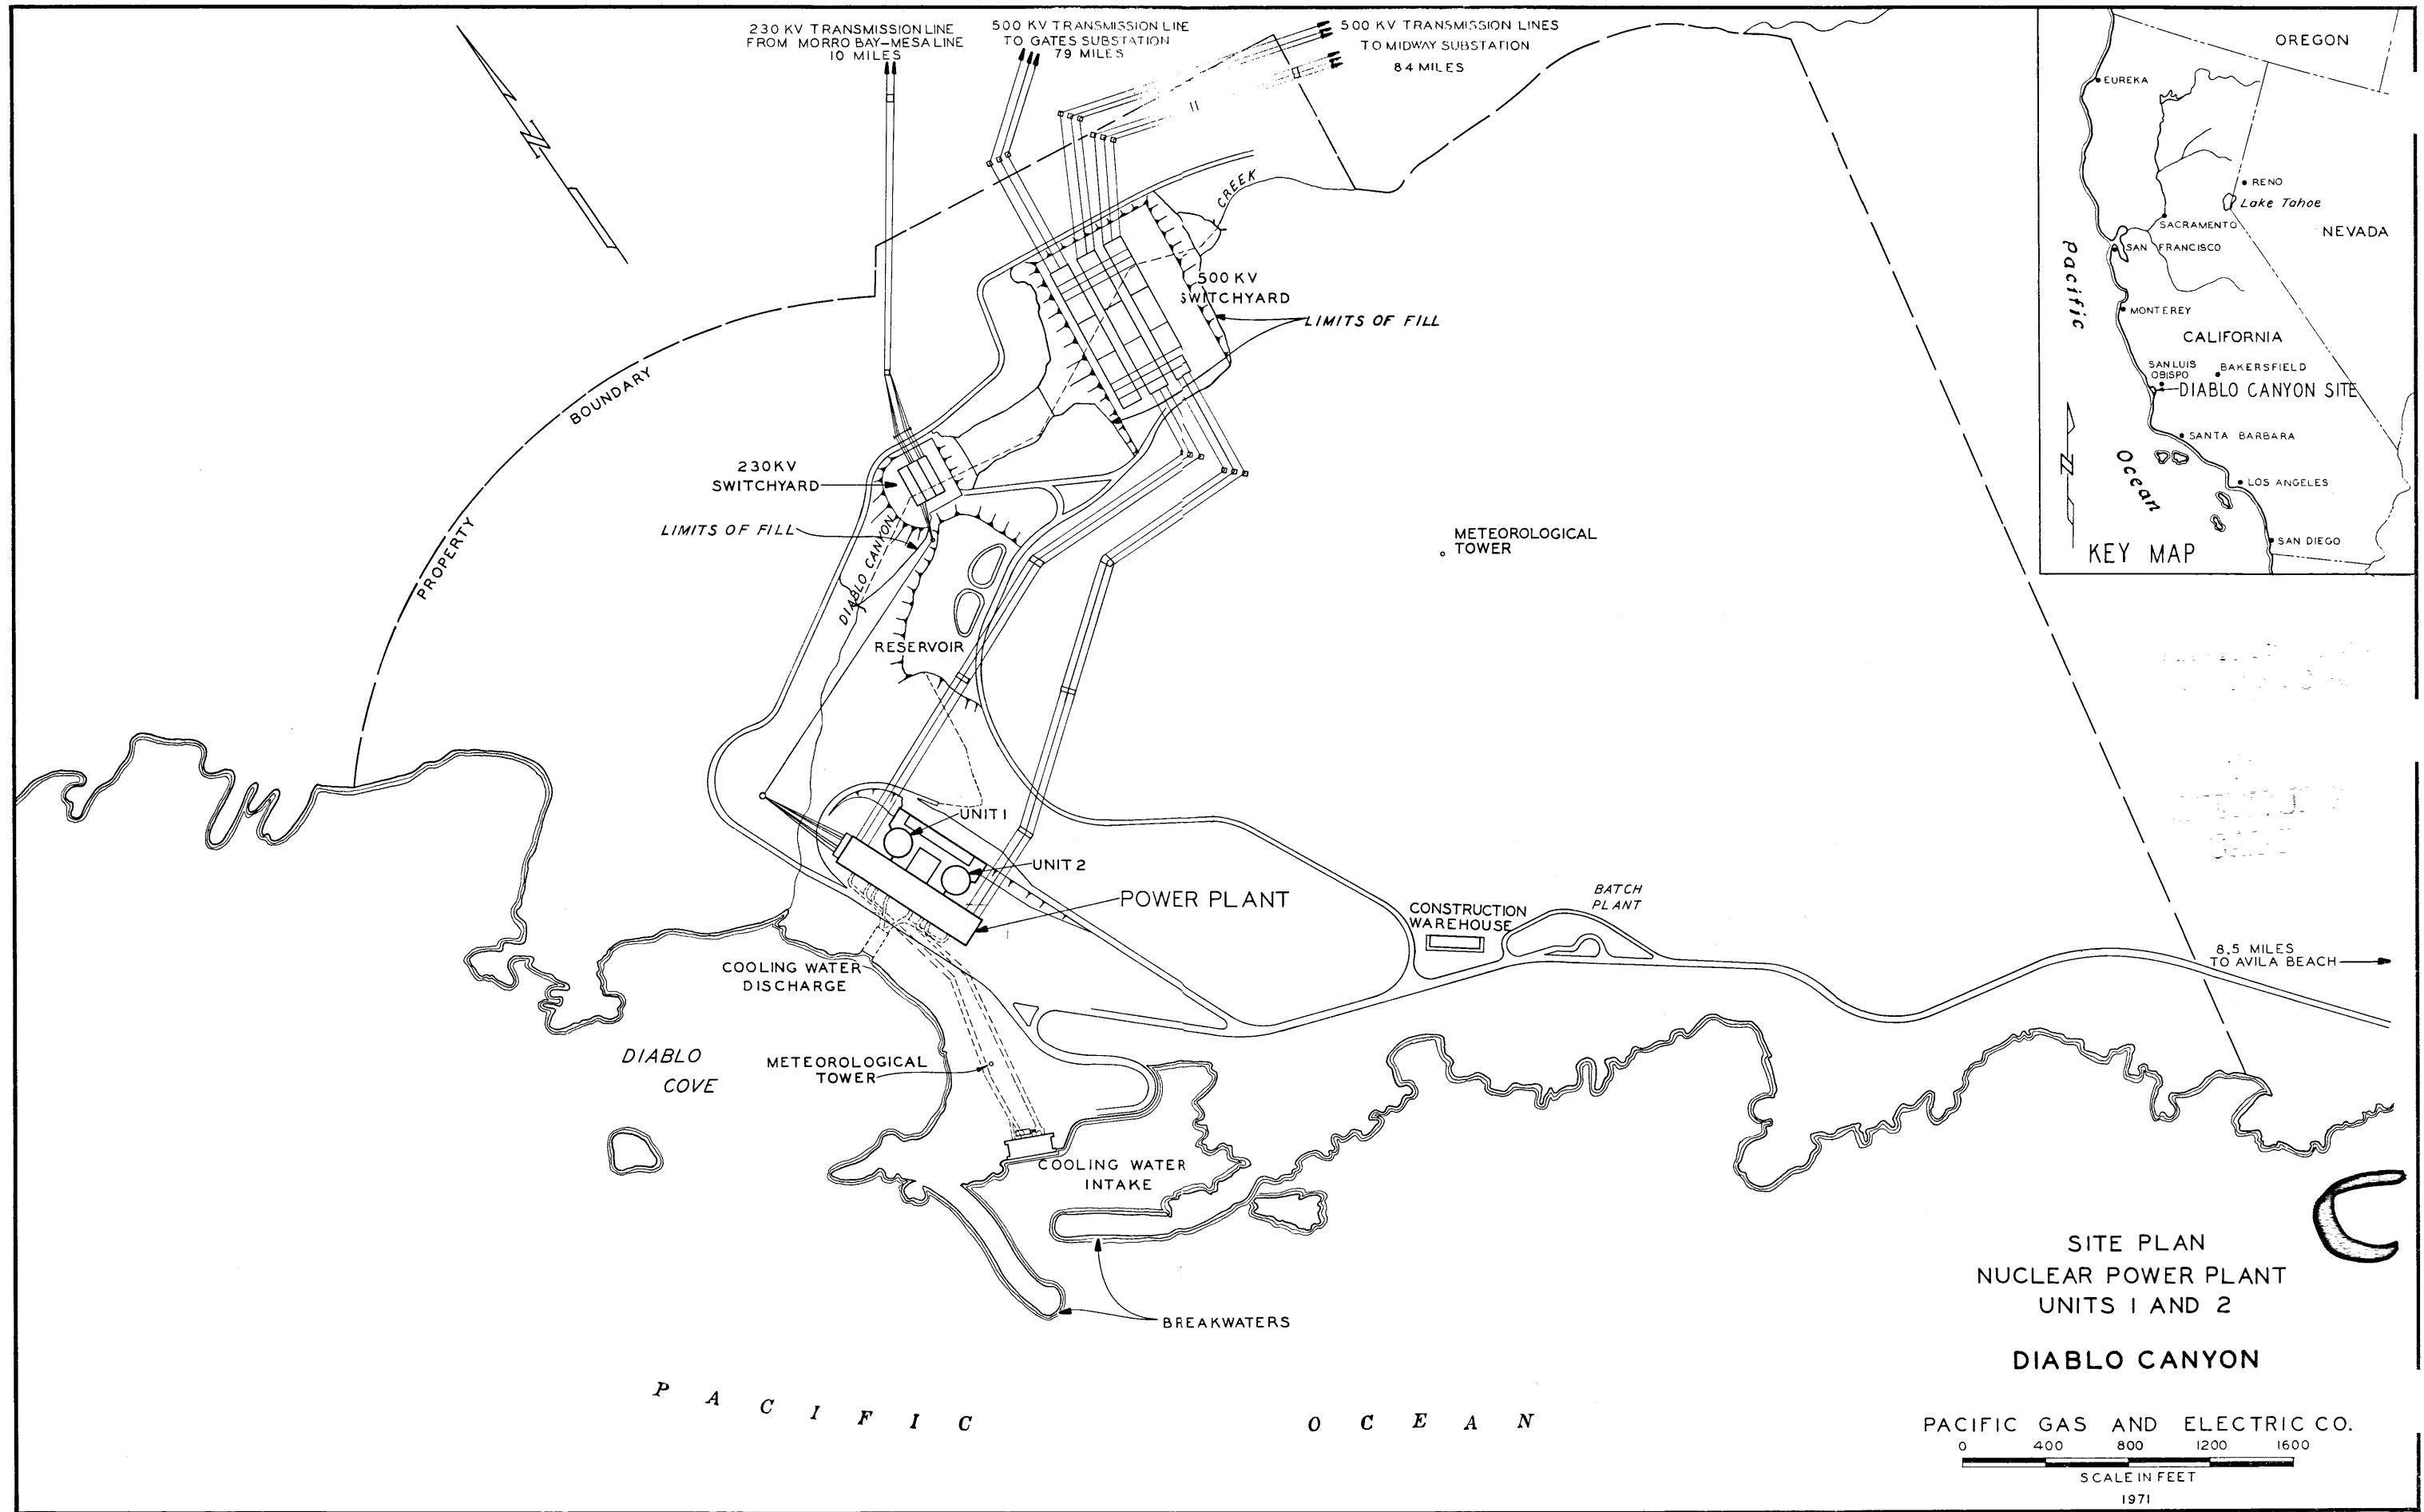 230 KV TRANSMISSION LINE
FROM MORRO BAY-MESA LINE
10 MILES
500 KV TRANSMISSION LINE
TO GATES SUBSTATION
79 MILES
500 KV TRANSMISSION LINES
TO MIDWAY SUBSTATION
84 MILES
N
CREEK
500 KV
SWITCHYARD
LIMITS OF FILL
PROPERTY BOUNDARY
230KV
SWITCHYARD
LIMITS OF FILL
DIABLO CANYON
RESERVOIR
METEOROLOGICAL
TOWER
UNIT 1
UNIT 2
POWER PLANT
CONSTRUCTION
WAREHOUSE
BATCH
PLANT
8.5 MILES
TO AVILA BEACH
COOLING WATER
DISCHARGE
DIABLO
COVE
METEOROLOGICAL
TOWER
COOLING WATER
INTAKE
BREAKWATERS
PACIFIC OCEAN
OREGON
EUREKA
RENO
Lake Tahoe
SACRAMENTO
NEVADA
SAN FRANCISCO
Pacific
MONTEREY
CALIFORNIA
SAN LUIS
OBISPO
BAKERSFIELD
DIABLO CANYON SITE
SANTA BARBARA
N
Ocean
LOS ANGELES
SAN DIEGO
KEY MAP
C
SITE PLAN
NUCLEAR POWER PLANT
UNITS 1 AND 2
DIABLO CANYON
PACIFIC GAS AND ELECTRIC CO.
0 400 800 1200 1600
SCALE IN FEET
1971